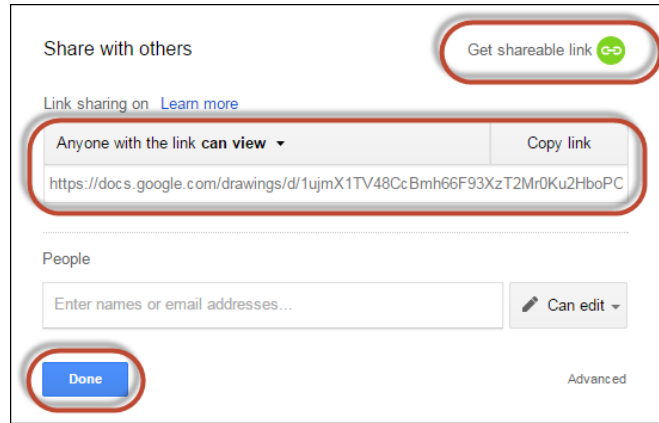 Share with others
Get shareable link
Link sharing on Learn more
Anyone with the link can view Copy link
https://docs.google.com/drawings/d/1ujmX1TV48CcBmh66F93XzT2Mr0Ku2HboPC
People
Enter names or email addresses...
Can edit
Done
Advanced